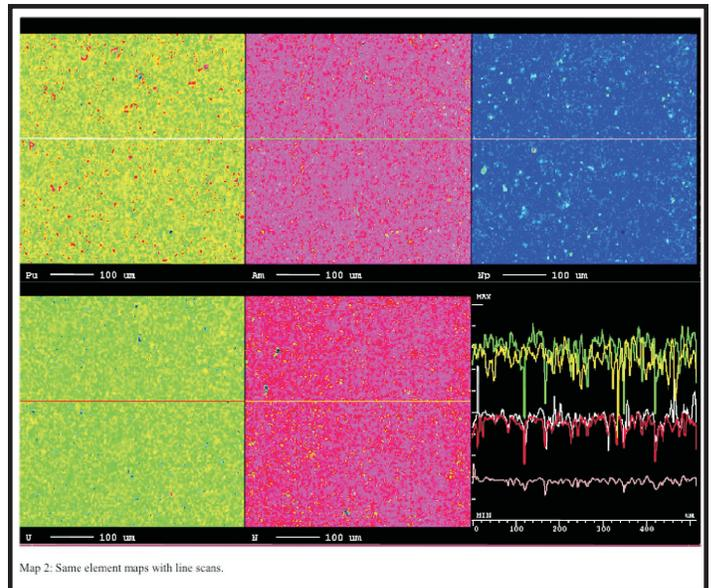 Pu 100 um Am 100 um Np 100 um
MAX
MIN
0 100 200 300 400 um
U 100 um N 100 um
Map 2: Same element maps with line scans.